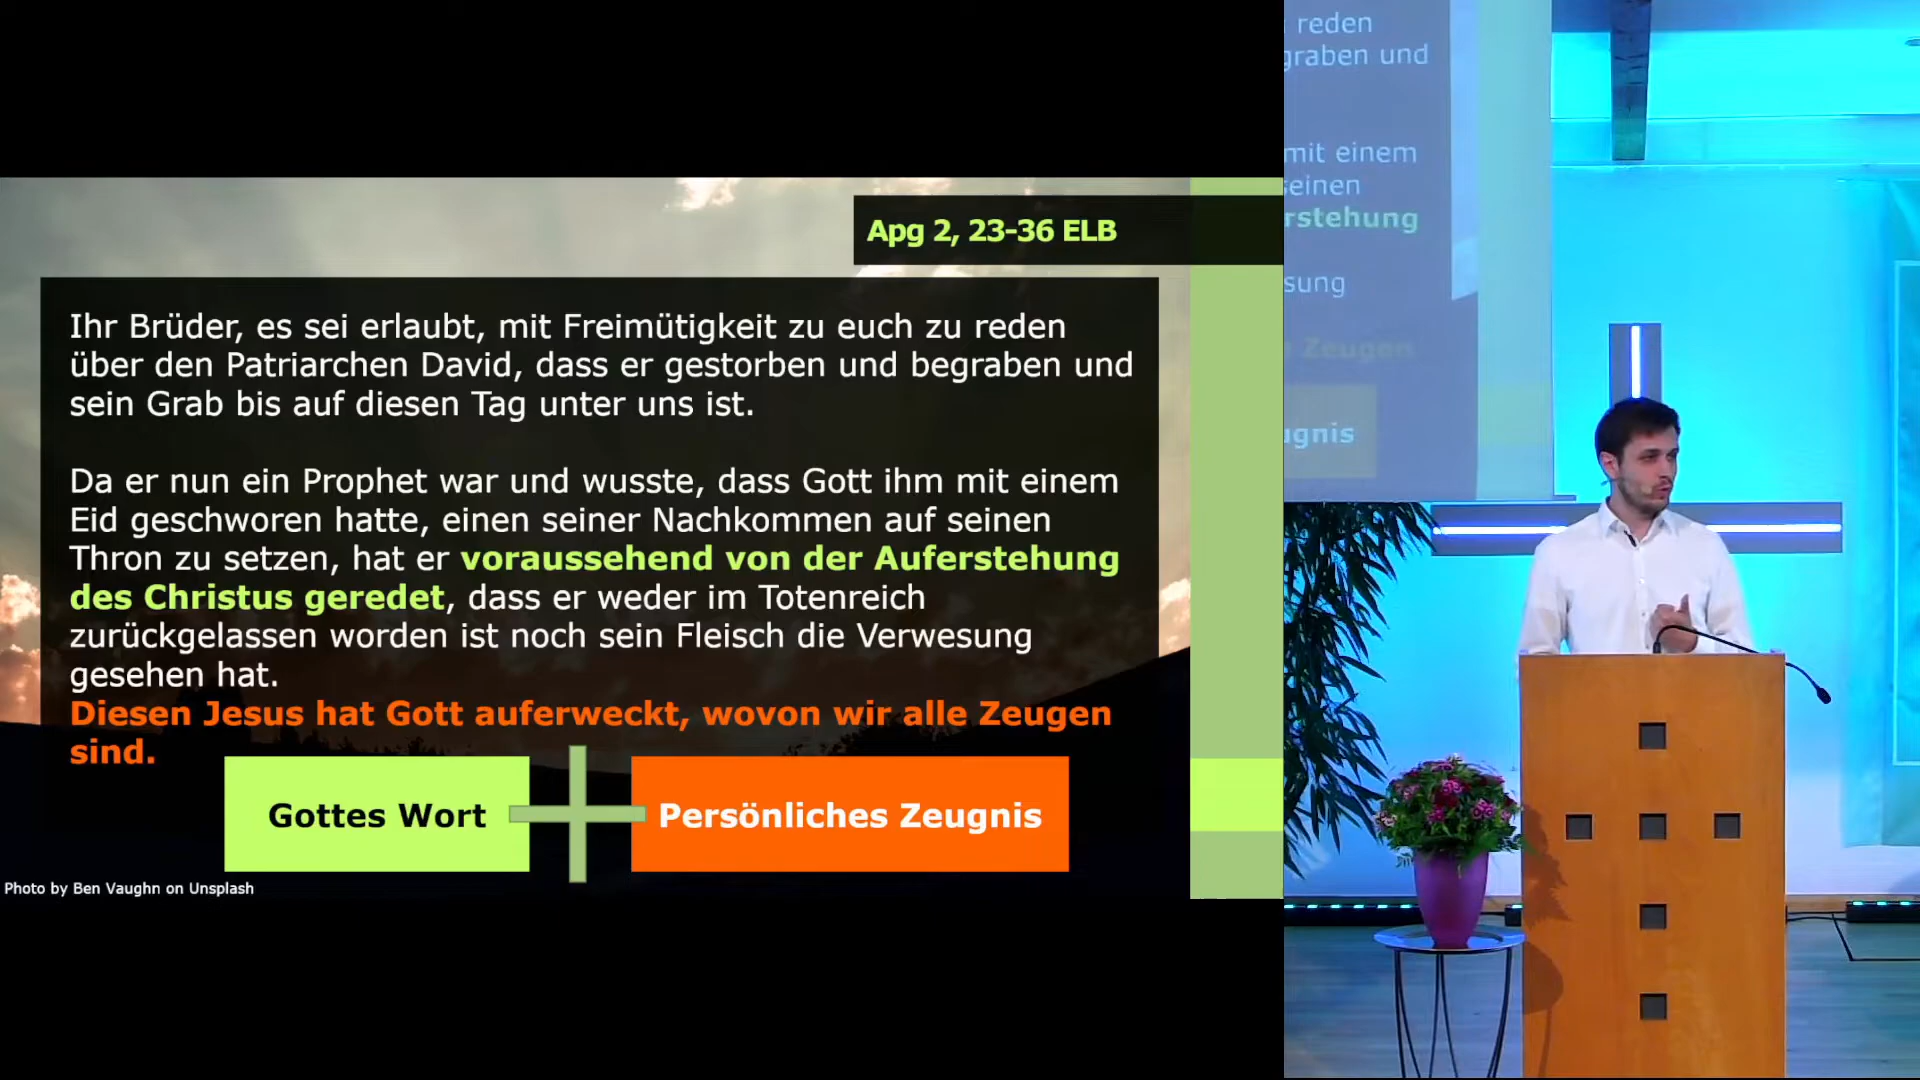 Apg 2, 23-36 ELB
Ihr Brüder, es sei erlaubt, mit Freimütigkeit zu euch zu reden
über den Patriarchen David, dass er gestorben und begraben und
sein Grab bis auf diesen Tag unter uns ist.
Da er nun ein Prophet war und wusste, dass Gott ihm mit einem
Eid geschworen hatte, einen seiner Nachkommen auf seinen
Thron zu setzen, hat er voraussehend von der Auferstehung
des Christus geredet, dass er weder im Totenreich
zurückgelassen worden ist noch sein Fleisch die Verwesung
gesehen hat.
Diesen Jesus hat Gott auferweckt, wovon wir alle Zeugen
sind.
Gottes Wort
Persönliches Zeugnis
Photo by Ben Vaughn on Unsplash
reden
graben und
mit einem
seinen
rstehung
sung
Zeugen
ugnis